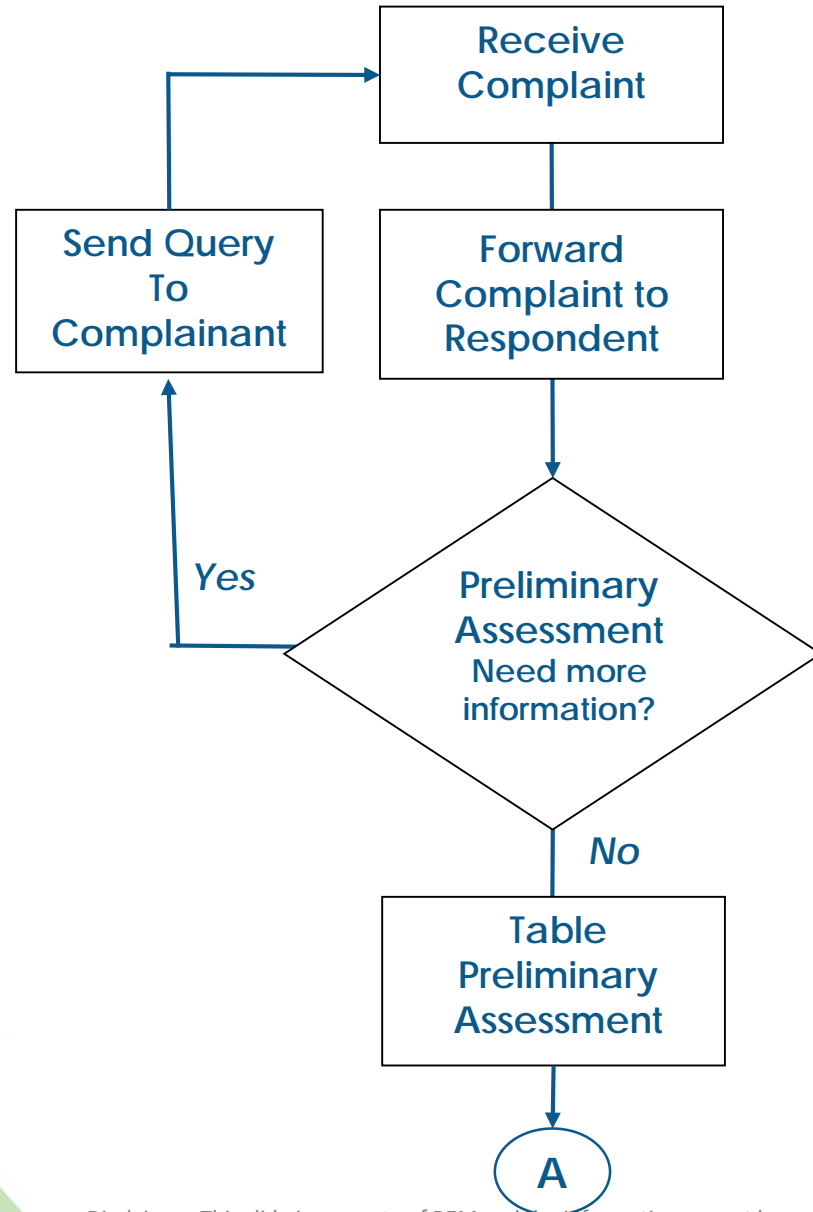 Receive
Complaint
Send Query
To
Complainant
Forward
Complaint to
Respondent
Yes
Preliminary
Assessment
Need more
information?
No
Table
Preliminary
Assessment
A